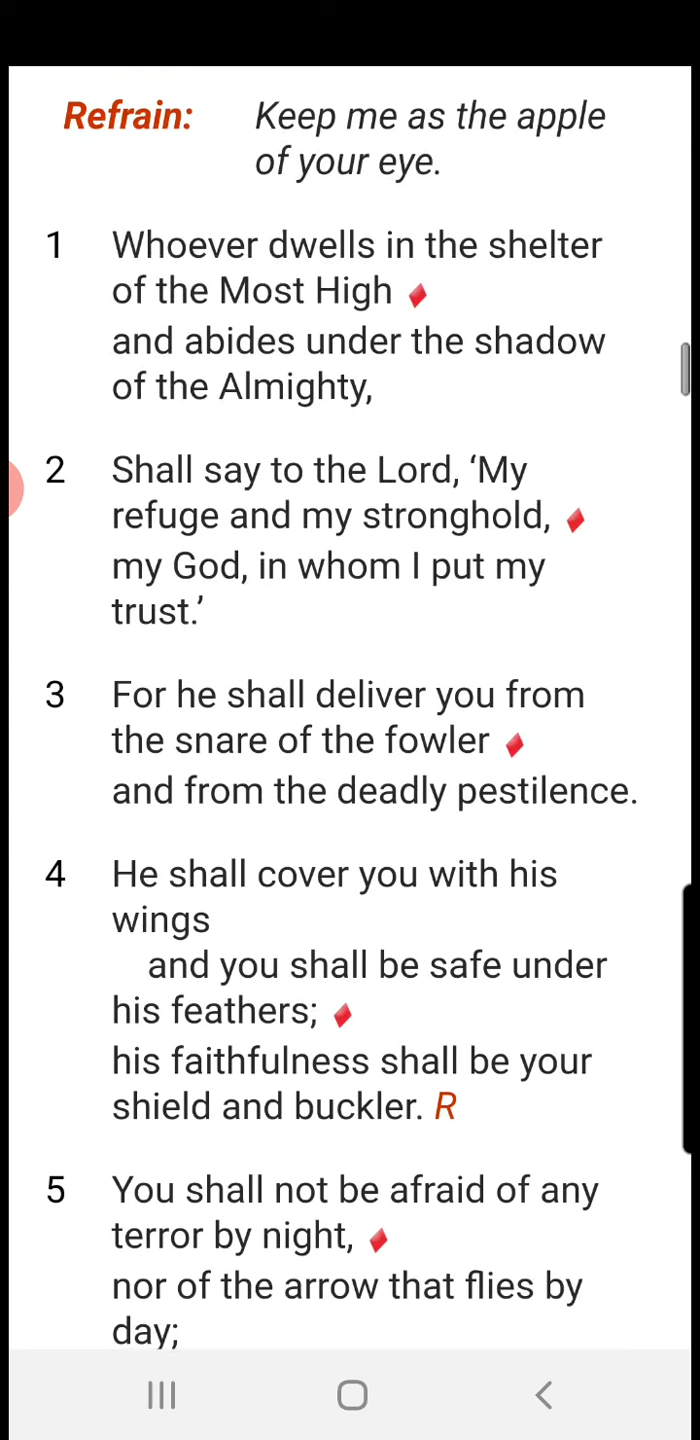 Refrain: Keep me as the apple
of your eye.
1 Whoever dwells in the shelter
of the Most High ♦
and abides under the shadow
of the Almighty,
2 Shall say to the Lord, ‘My
refuge and my stronghold, ♦
my God, in whom I put my
trust.’
3 For he shall deliver you from
the snare of the fowler ♦
and from the deadly pestilence.
4 He shall cover you with his
wings
and you shall be safe under
his feathers; ♦
his faithfulness shall be your
shield and buckler. R
5 You shall not be afraid of any
terror by night, ♦
nor of the arrow that flies by
day;